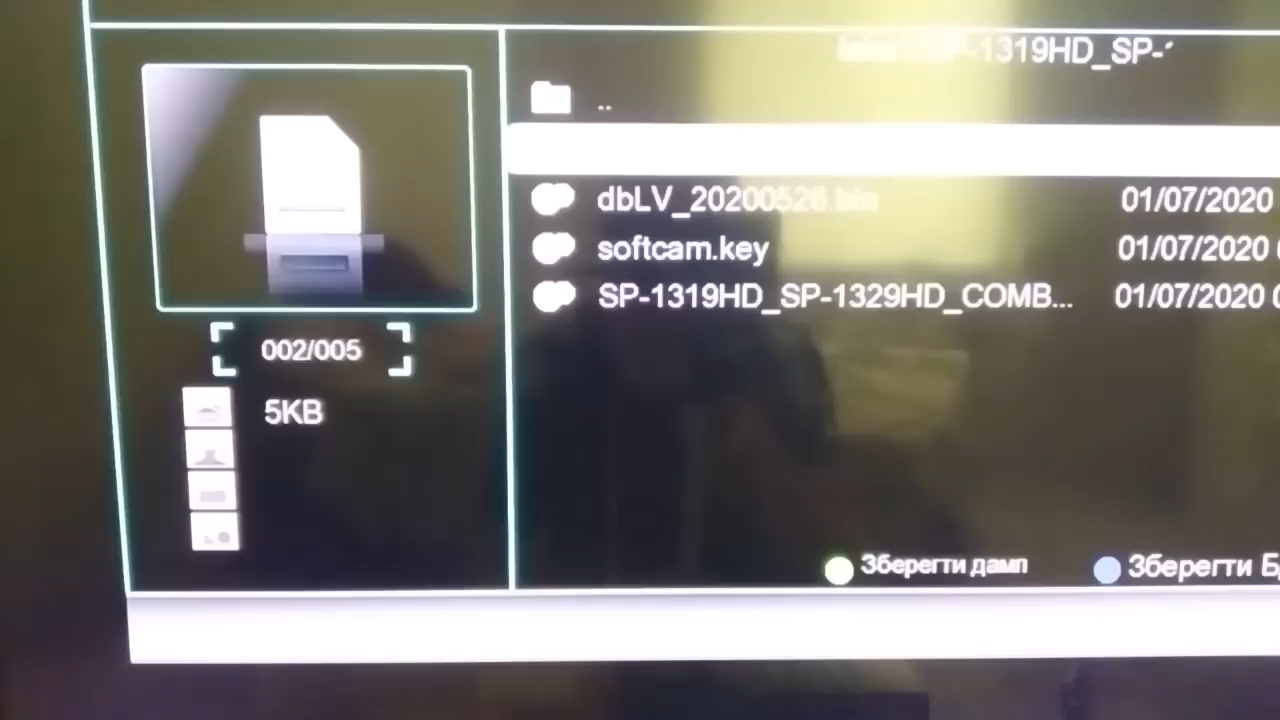 -1319HD_SP-
..
dbLV_20200526.bin 01/07/2020
softcam.key 01/07/2020
SP-1319HD_SP-1329HD_COMB... 01/07/2020
002/005
5KB
Зберегти дамп Зберегти Б